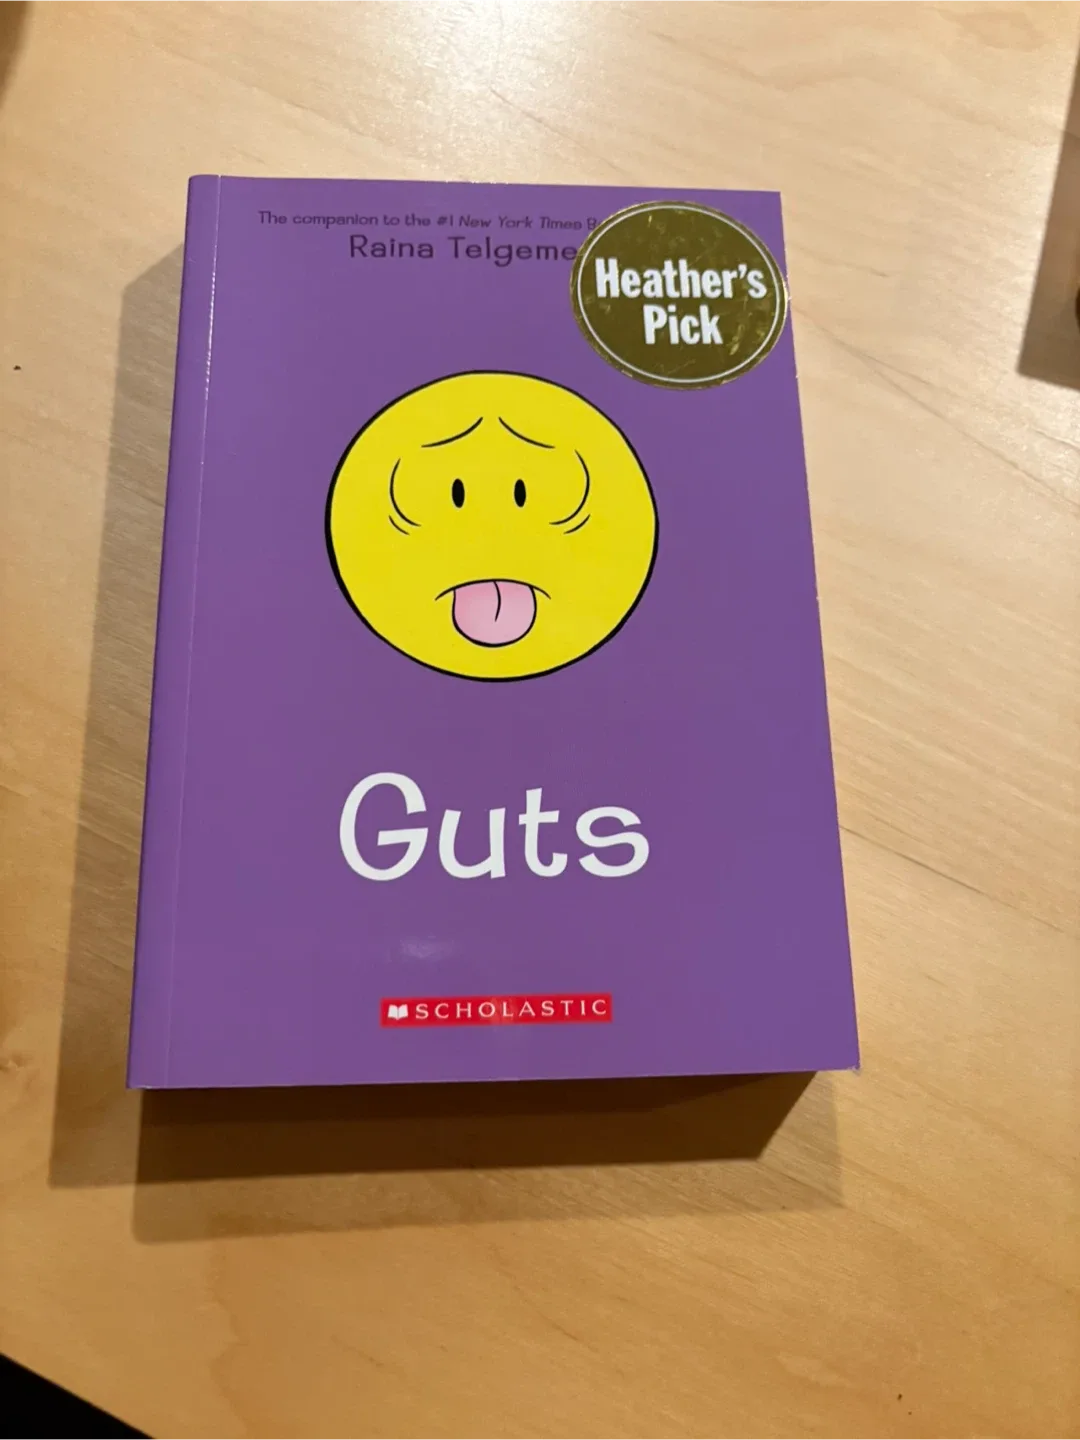 The companion to the #1 New York Times B
Raina Telgeme
Heather's
Pick
Guts
SCHOLASTIC